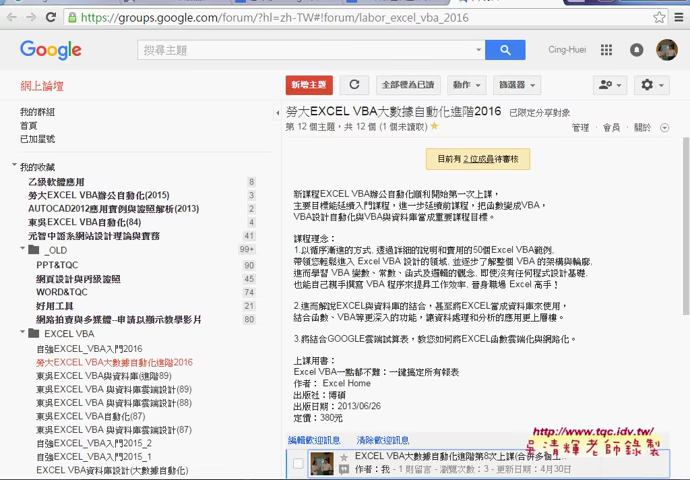 https://groups.google.com/forum/?hl=zh-TW#!forum/labor_excel_vba_2016
Google
搜尋主題
Cing-Huei
網上論壇
新增主題
全部標為已讀
動作
篩選器
我的群組
首頁
已加星號
勞大EXCEL VBA大數據自動化進階2016 已限定分享對象
第 12 個主題，共 12 個 (1 個未讀取)
管理 · 會員 · 關於
目前有 2 位成員待審核
我的收藏
乙級軟體應用 8
勞大EXCEL VBA辦公自動化(2015) 3
AUTOCAD2012應用實例與證照解析(2013) 2
東吳EXCEL VBA自動化(84) 4
元智中語系網站設計理論與實務 41
_OLD 99+
PPT&TQC 90
網頁設計與丙級證照 45
WORD&TQC 74
好用工具 21
網路拍賣與多媒體--申請以顯示教學影片 80
EXCEL VBA
自強EXCEL_VBA入門2016
勞大EXCEL VBA大數據自動化進階2016
東吳EXCEL VBA 與資料庫(進階89)
東吳EXCEL VBA 與資料庫雲端設計(89)
東吳EXCEL VBA 與資料庫雲端設計(88)
東吳EXCEL VBA自動化(87)
東吳EXCEL VBA與資料庫雲端設計(87)
自強EXCEL VBA入門2015_2
自強EXCEL VBA入門2015_1
EXCEL VBA資料庫設計(大數據自動化)
新課程EXCEL VBA辦公自動化順利開始第一次上課，
主要目標能延續入門課程，進一步延續前課程，把函數變成VBA，
VBA設計自動化與VBA與資料庫當成重要課程目標。
課程理念：
1.以循序漸進的方式, 透過詳細的說明和實用的50個Excel VBA範例,
帶領您輕鬆進入 Excel VBA 設計的領域, 並逐步了解整個 VBA 的架構與輪廓,
進而學習 VBA 變數、常數、函式及邏輯的觀念, 即使沒有任何程式設計基礎,
也能自己親手撰寫 VBA 程序來提昇工作效率, 晉身職場 Excel 高手！
2.進而解說EXCEL與資料庫的結合，甚至將EXCEL當成資料庫來使用，
結合函數、VBA等更深入的功能，讓資料處理和分析的應用更上層樓。
3.將結合GOOGLE雲端試算表，教您如何將EXCEL函數雲端化與網路化。
上課用書：
Excel VBA一點都不難：一鍵搞定所有報表
作者： Excel Home
出版社：博碩
出版日期：2013/06/26
定價：380元
編輯歡迎訊息 清除歡迎訊息
EXCEL VBA大數據自動化進階第8次上課(合併多個工
作者：我 - 1 則留言 - 瀏覽次數：3 - 更新日期：4月30日
http://www.tqc.idv.tw/
吳清輝老師錄製